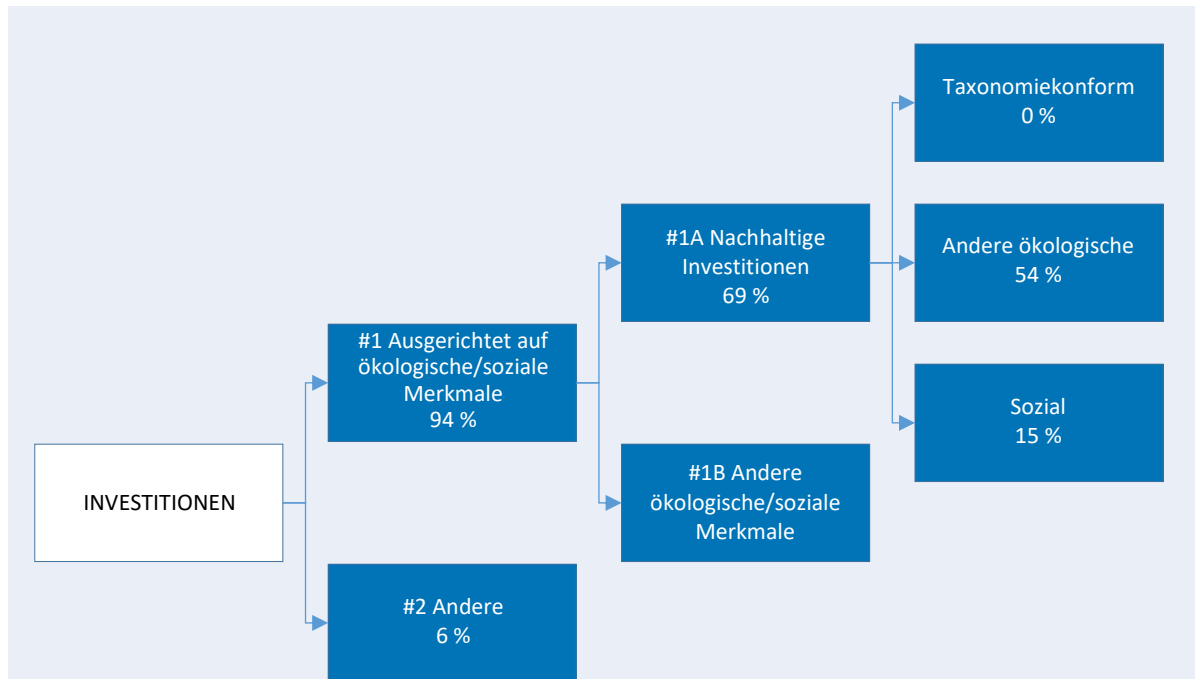 INVESTITIONEN
#1 Ausgerichtet auf
ökologische/soziale
Merkmale
94 %
#2 Andere
6 %
#1A Nachhaltige
Investitionen
69 %
#1B Andere
ökologische/soziale
Merkmale
Taxonomiekonform
0 %
Andere ökologische
54 %
Sozial
15 %